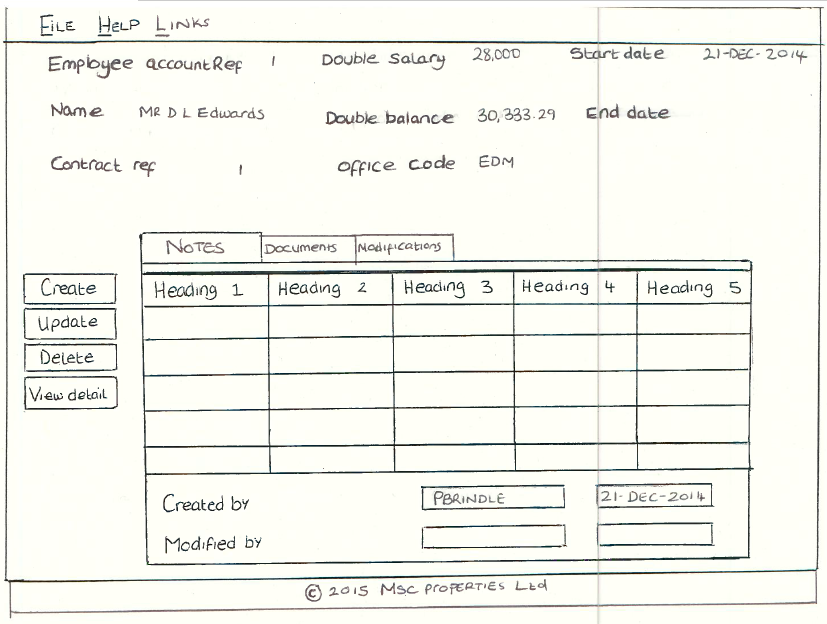 File Help Links
Employee accountRef 1 Double Salary 28,000 Start date 21-DEC-2014
Name MR D L Edwards Double balance 30,333.29 End date
Contract ref 1 Office code EDM
Notes Documents Modifications
Create
Update
Delete
View detail
Heading 1 Heading 2 Heading 3 Heading 4 Heading 5
Created by PBRINDLE 21-DEC-2014
Modified by
© 2015 MSC PROPERTIES Ltd